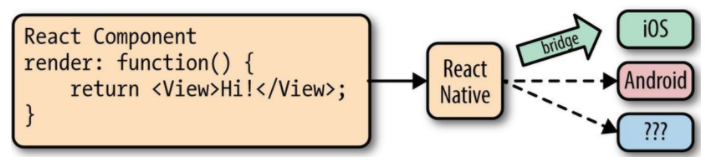 React Component
render: function() {
    return <View>Hi!</View>;
}
React
Native
bridge
iOS
Android
???